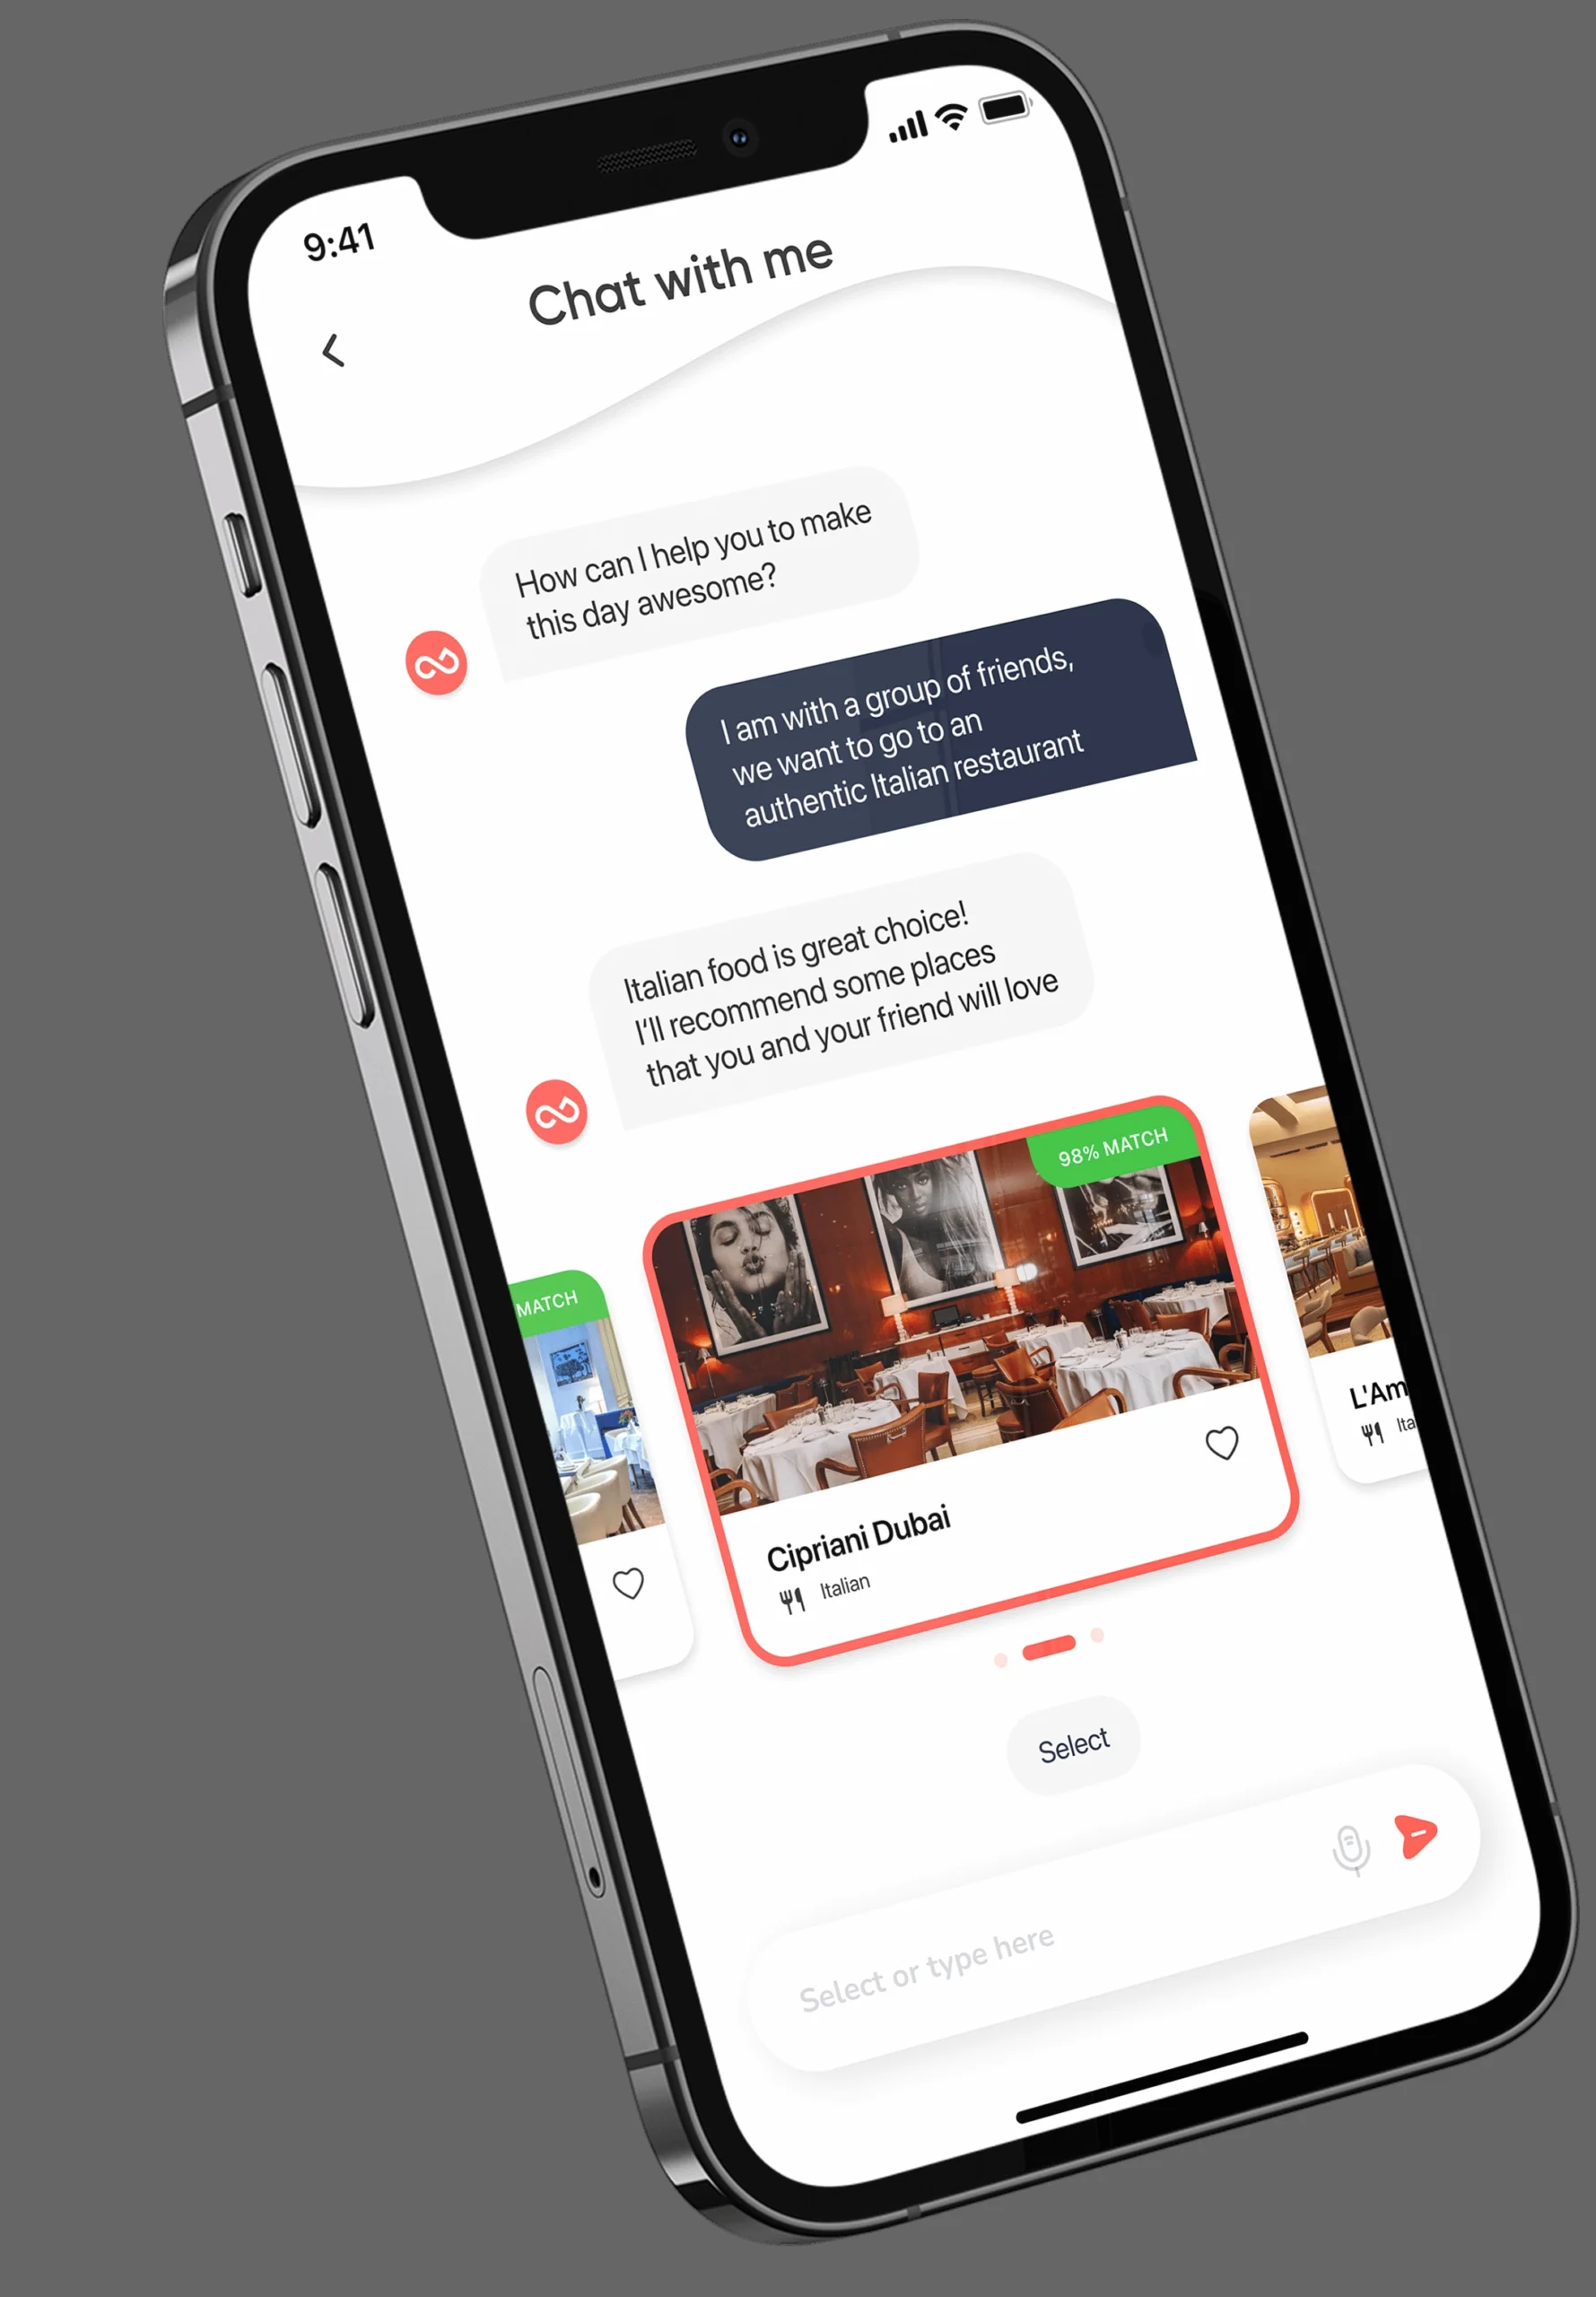 9:41
Chat with me
How can I help you to make
this day awesome?
I am with a group of friends,
we want to go to an
authentic Italian restaurant
Italian food is great choice!
I'll recommend some places
that you and your friend will love
MATCH
98% MATCH
Cipriani Dubai
Italian
L'Am
Ita
Select
Select or type here